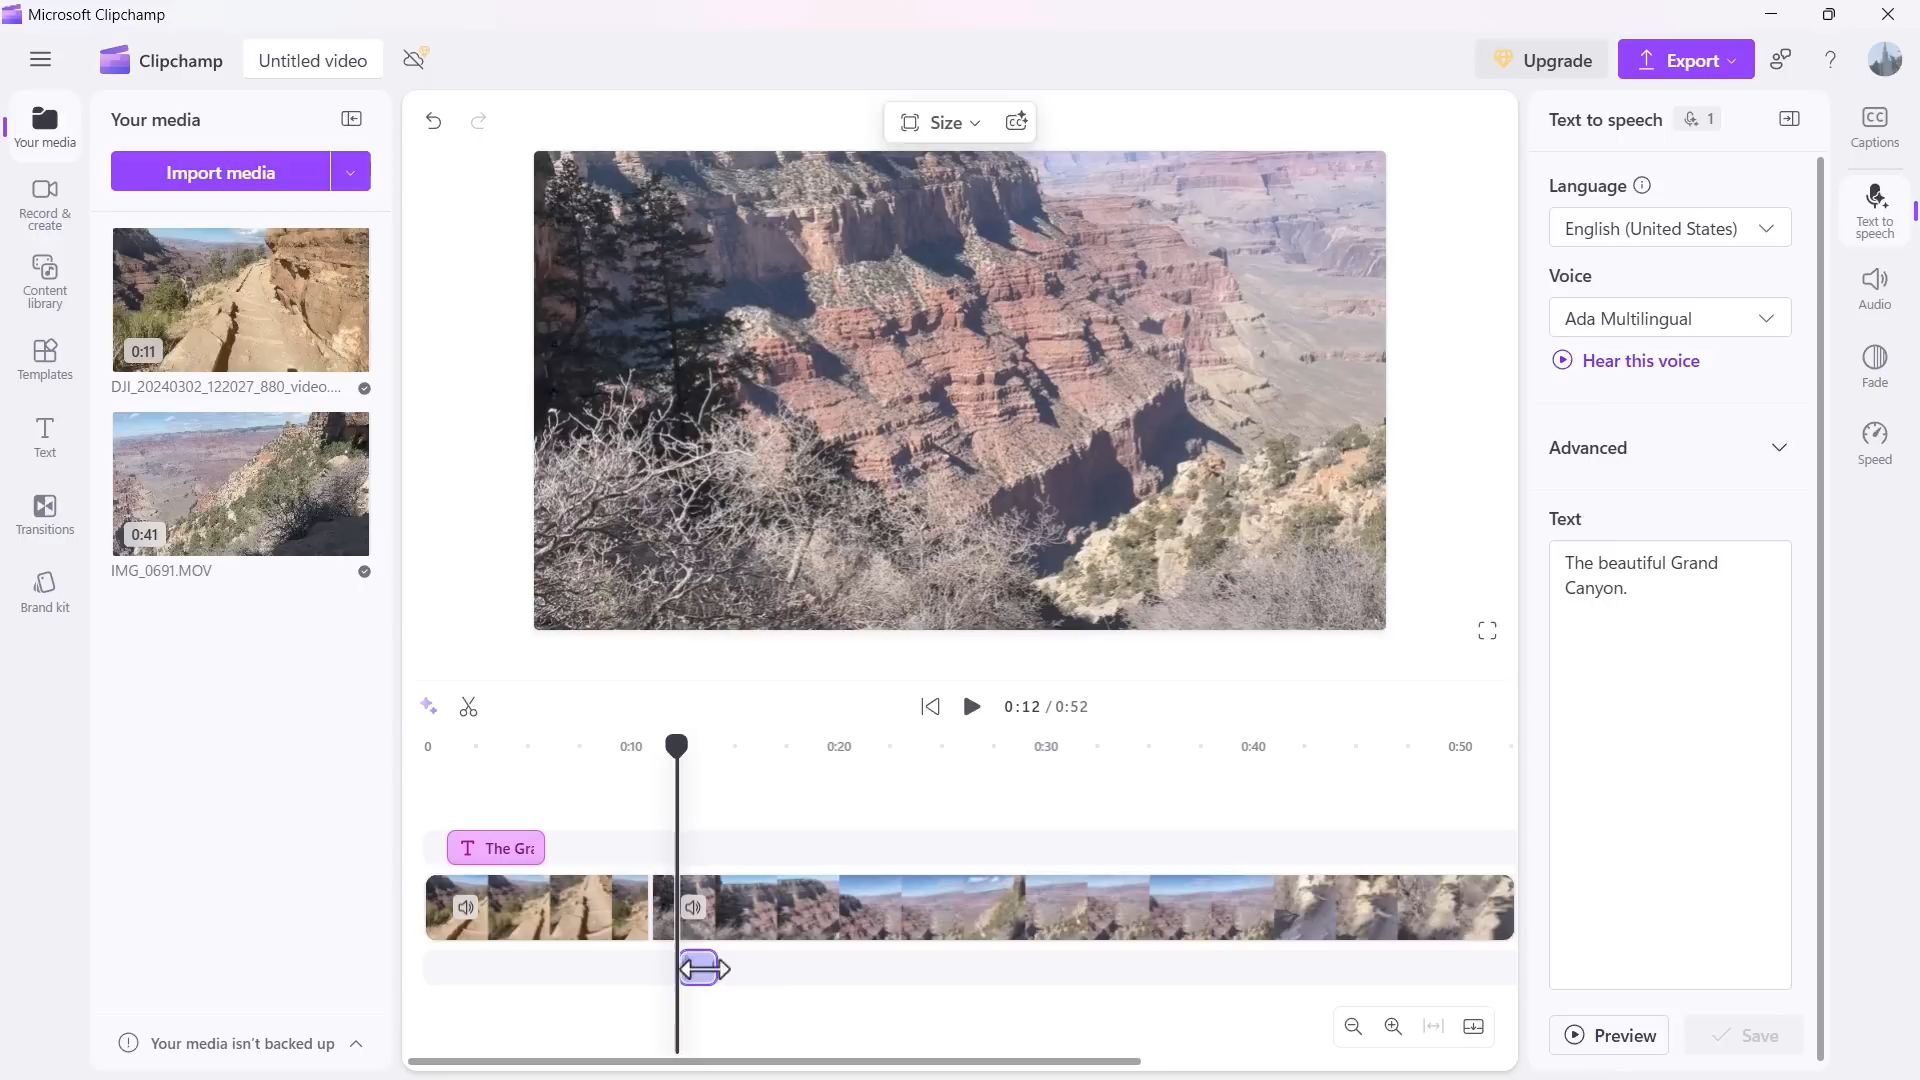 Microsoft Clipchamp
Clipchamp
Untitled video
Upgrade
Export
?
Your media
Record &
create
Content
library
Templates
Text
Transitions
Brand kit
Your media
Import media
0:11
DJI_20240302_122027_880_video....
0:41
IMG_0691.MOV
Your media isn't backed up
Size
CC
0:12 / 0:52
0
0:10
0:20
0:30
0:40
0:50
T The Gra
Text to speech
1
Language
English (United States)
Voice
Ada Multilingual
Hear this voice
Advanced
Text
The beautiful Grand
Canyon.
Preview
Save
CC
Captions
Text to
speech
Audio
Fade
Speed